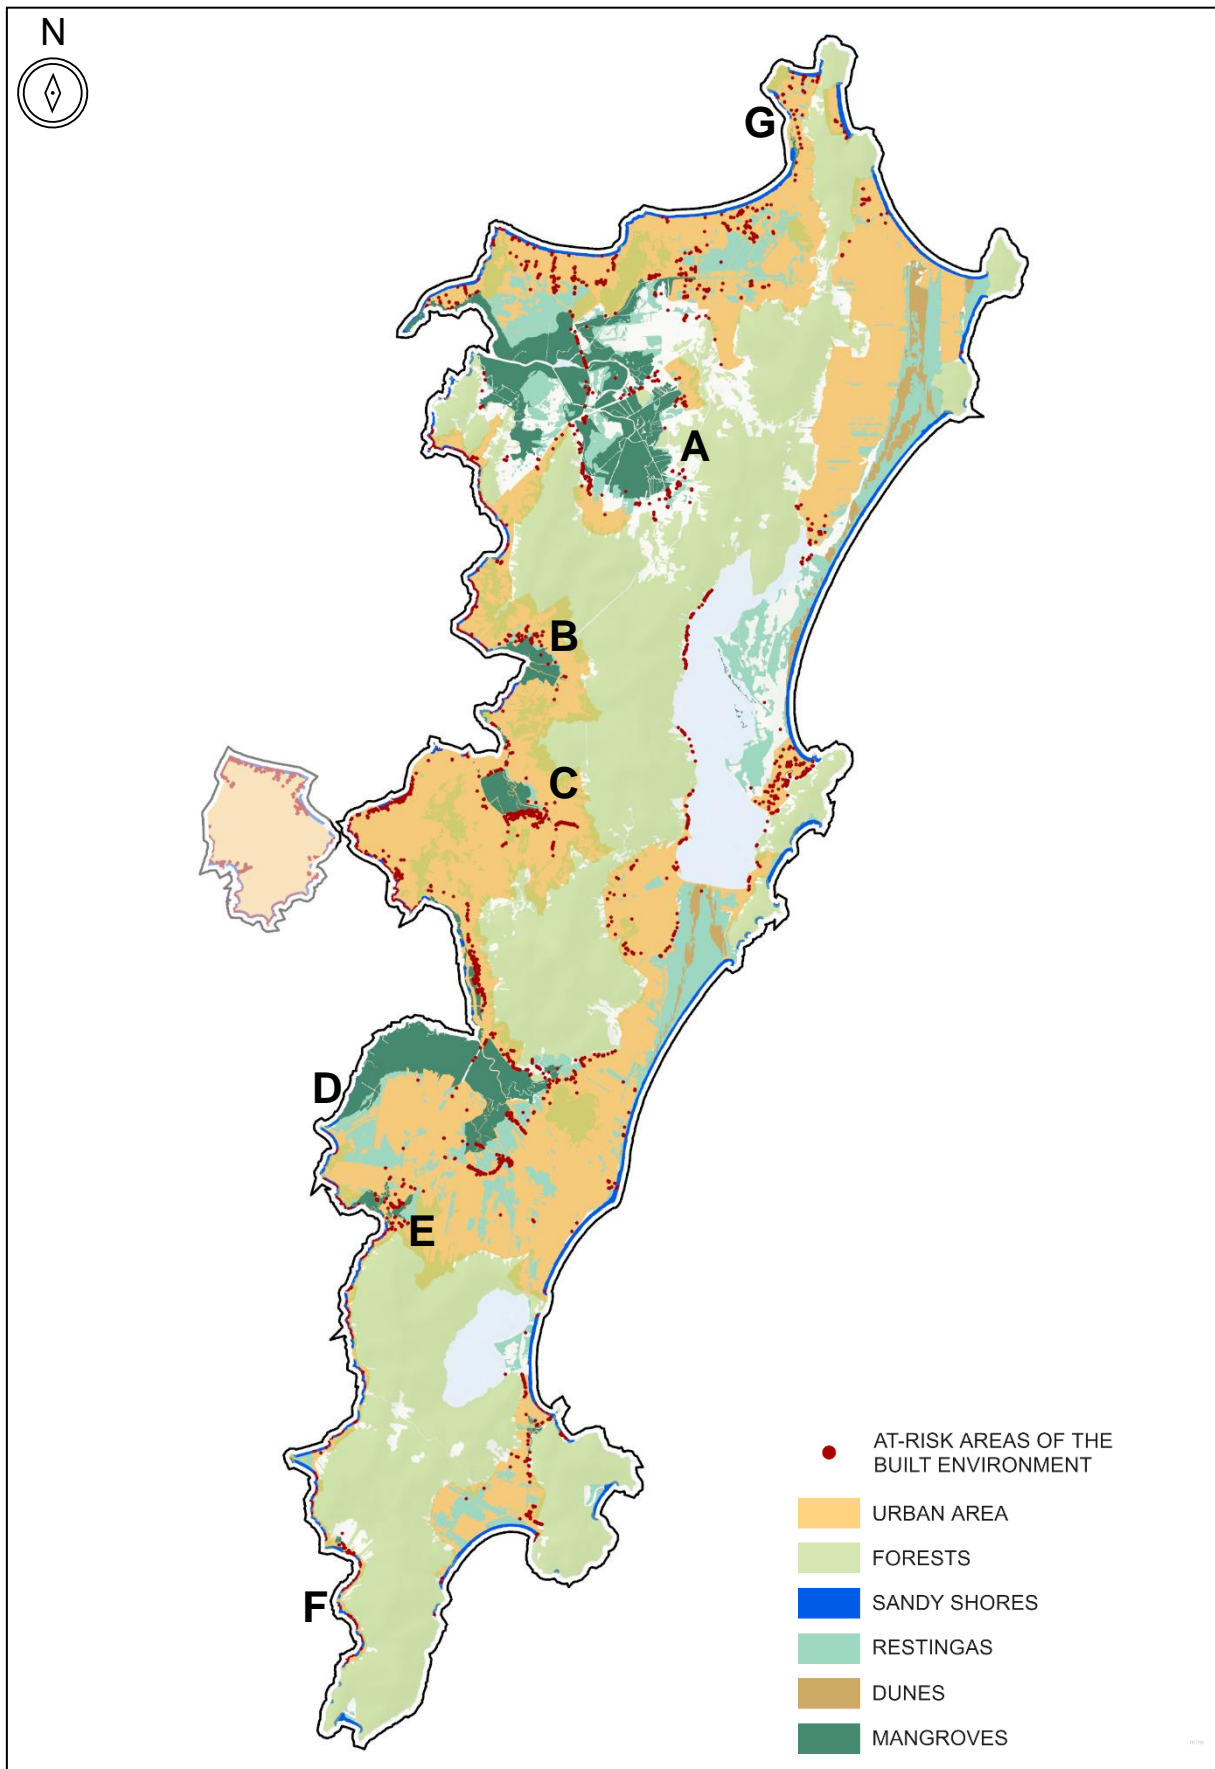 N
G
A
B
C
D
E
F
AT-RISK AREAS OF THE
BUILT ENVIRONMENT
URBAN AREA
FORESTS
SANDY SHORES
RESTINGAS
DUNES
MANGROVES